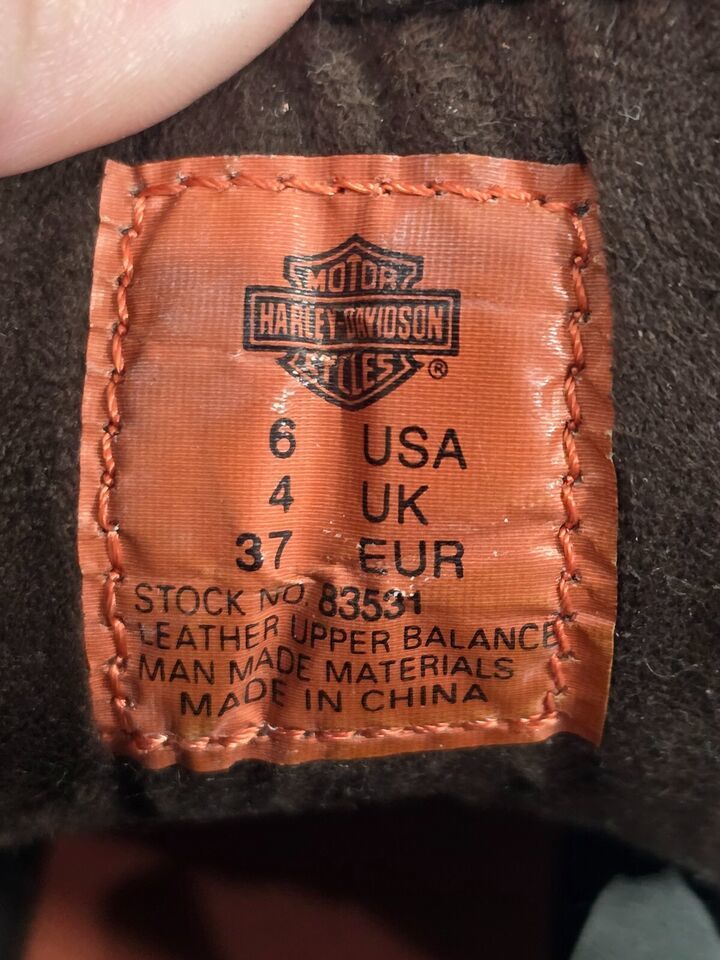 MOTOR
HARLEY-DAVIDSON
STYLES
®
6 USA
4 UK
37 EUR
STOCK NO. 83531
LEATHER UPPER BALANCE
MAN MADE MATERIALS
MADE IN CHINA